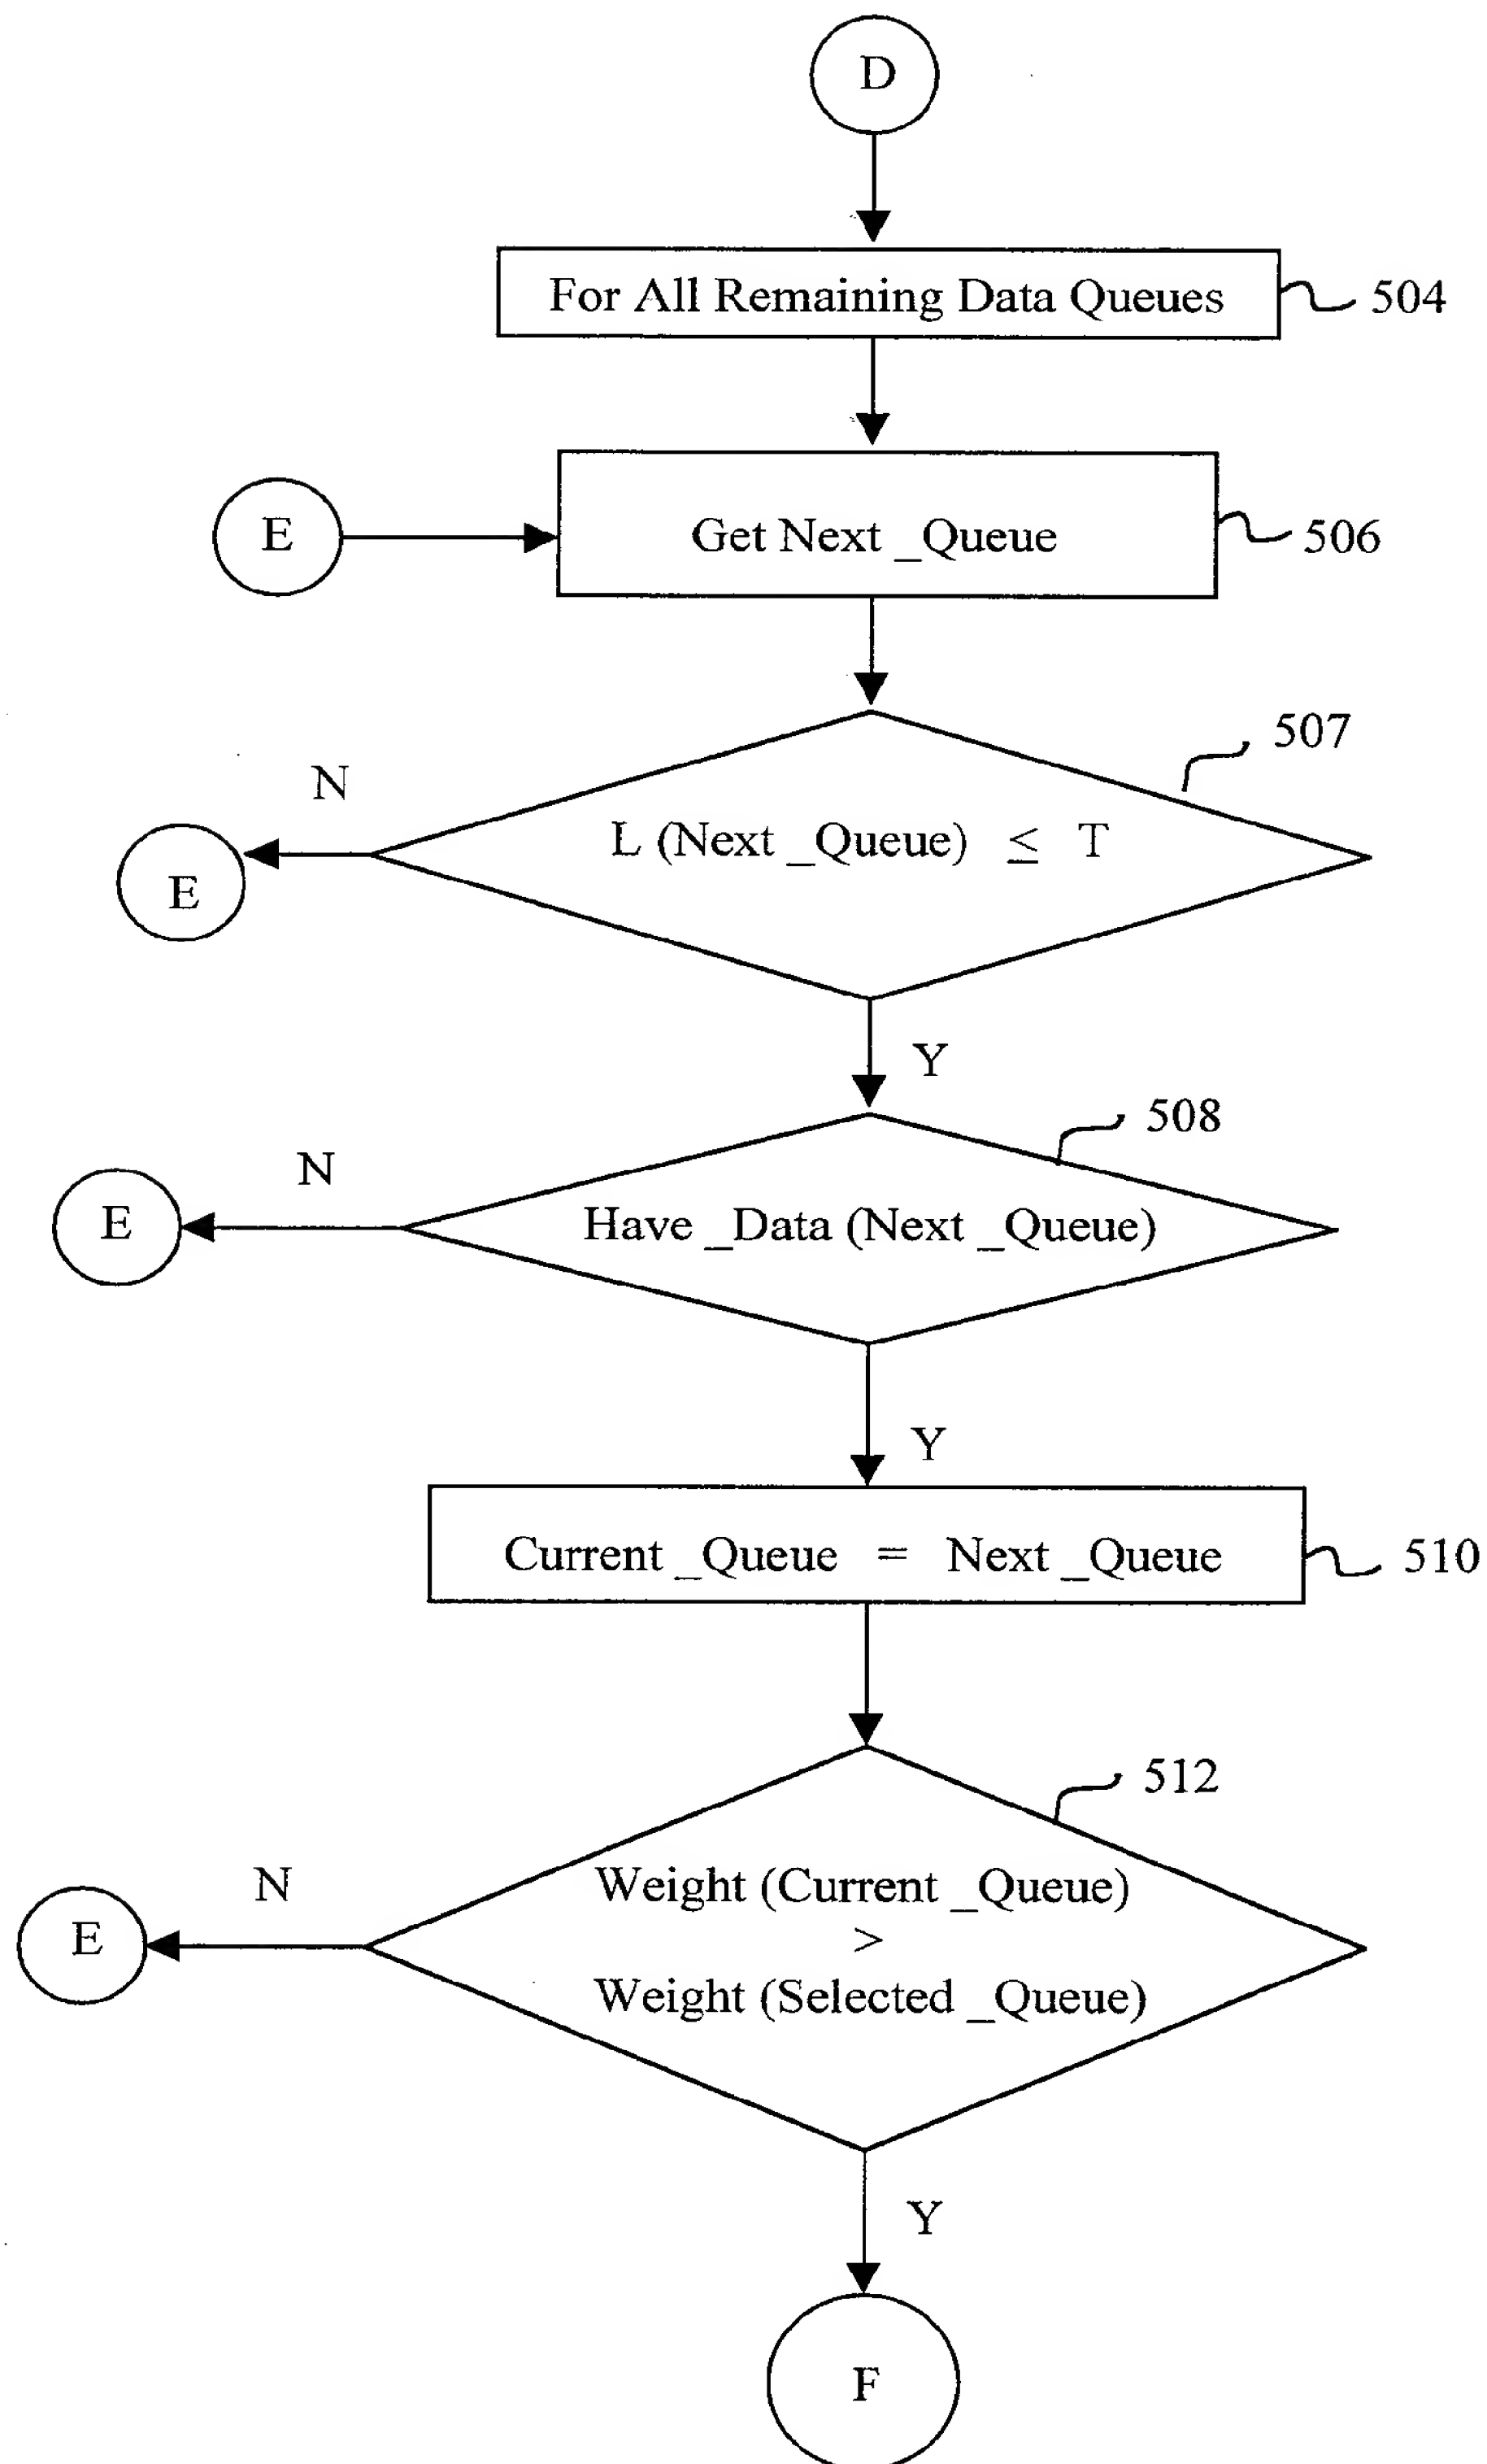 D
For All Remaining Data Queues
504
E
Get Next _Queue
506
507
N
L (Next _Queue) ≤ T
E
Y
508
N
Have _Data (Next _Queue)
E
Y
Current _Queue = Next _Queue
510
512
N
Weight (Current _Queue)
>
Weight (Selected _Queue)
E
Y
F